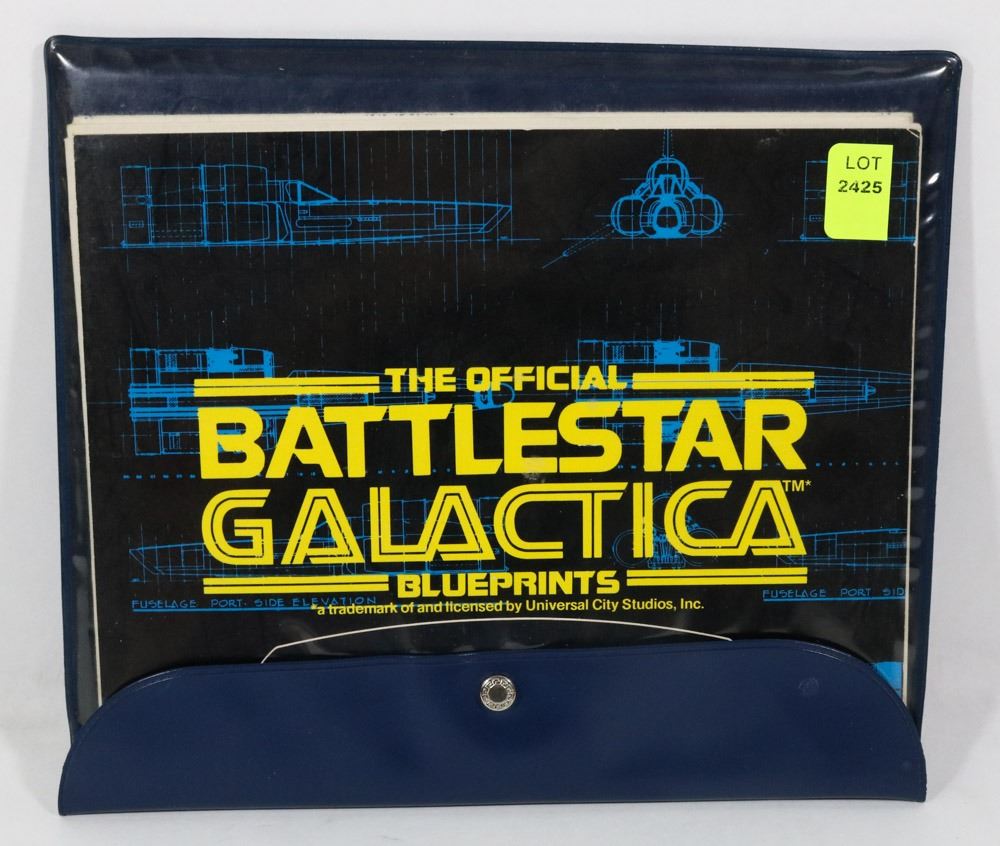 LOT
2425
THE OFFICIAL
BATTLESTAR
GALACTICA™*
BLUEPRINTS
FUSELAGE PORT· SIDE ELEVATION
FUSELAGE PORT SID
*a trademark of and licensed by Universal City Studios, Inc.